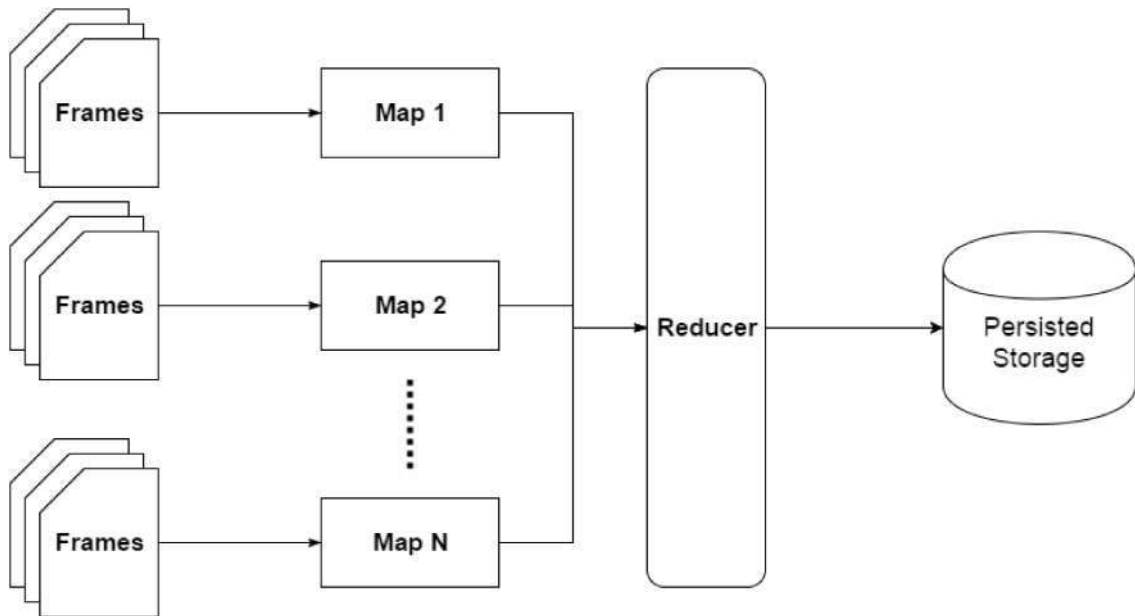 Frames
Map 1
Frames
Map 2
Reducer
Persisted
Storage
Frames
Map N